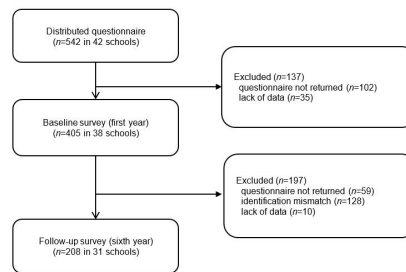 Distributed questionnaire
(n=542 in 42 schools)
Excluded (n=137)
questionnaire not returned (n=102)
lack of data (n=35)
Baseline survey (first year)
(n=405 in 38 schools)
Excluded (n=197)
questionnaire not returned (n=59)
identification mismatch (n=128)
lack of data (n=10)
Follow-up survey (sixth year)
(n=208 in 31 schools)